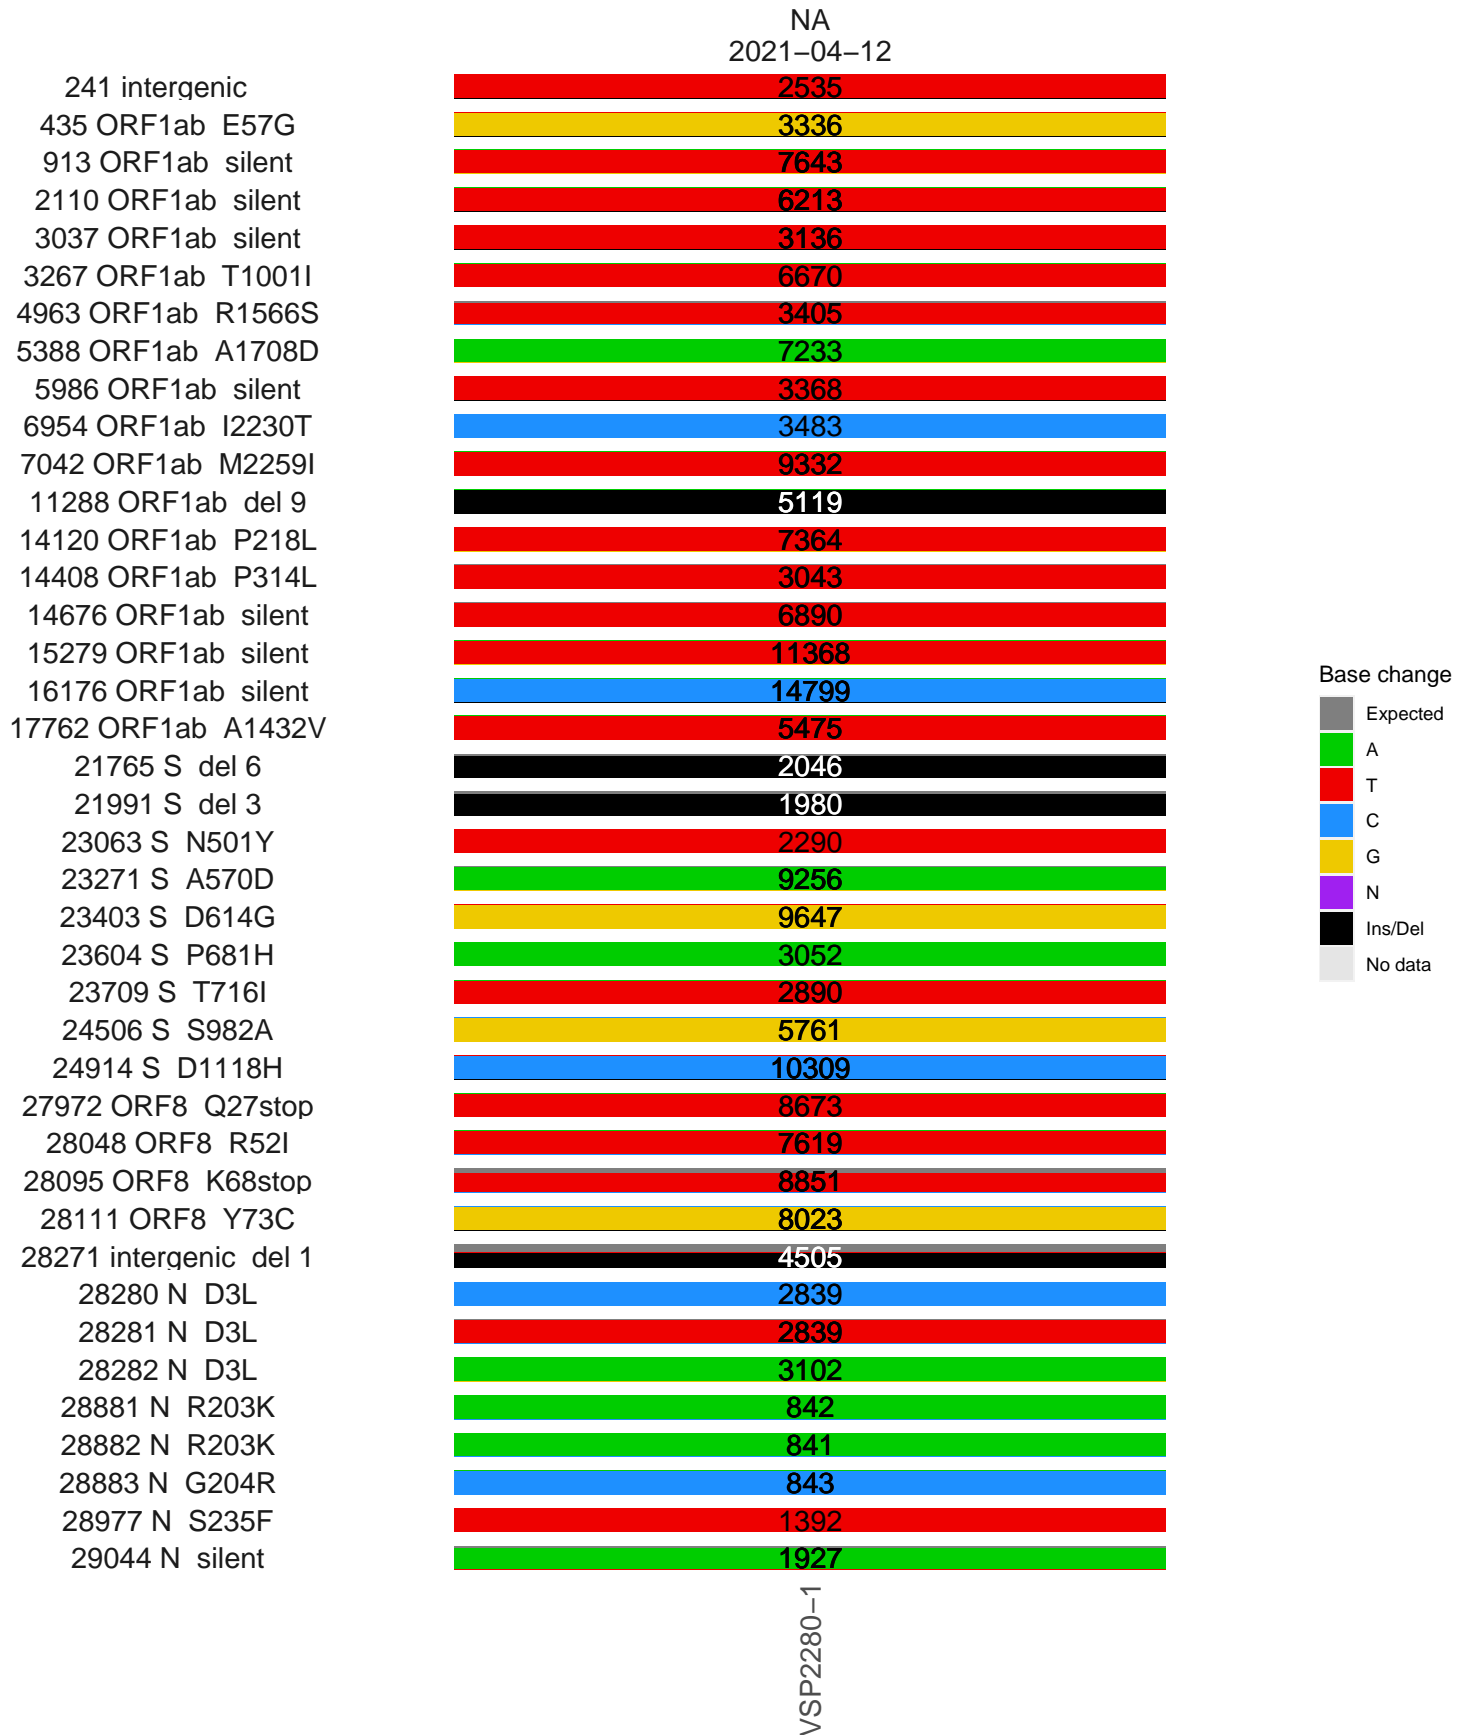 NA
2021−04−12
241 intergenic 2535
435 ORF1ab E57G 3336
913 ORF1ab silent 7643
2110 ORF1ab silent 6213
3037 ORF1ab silent 3136
3267 ORF1ab T1001I 6670
4963 ORF1ab R1566S 3405
5388 ORF1ab A1708D 7233
5986 ORF1ab silent 3368
6954 ORF1ab I2230T 3483
7042 ORF1ab M2259I 9332
11288 ORF1ab del 9 5119
14120 ORF1ab P218L 7364
14408 ORF1ab P314L 3043
14676 ORF1ab silent 6890
15279 ORF1ab silent 11368
16176 ORF1ab silent 14799
17762 ORF1ab A1432V 5475
21765 S del 6 2046
21991 S del 3 1980
23063 S N501Y 2290
23271 S A570D 9256
23403 S D614G 9647
23604 S P681H 3052
23709 S T716I 2890
24506 S S982A 5761
24914 S D1118H 10309
27972 ORF8 Q27stop 8673
28048 ORF8 R52I 7619
28095 ORF8 K68stop 8851
28111 ORF8 Y73C 8023
28271 intergenic del 1 4505
28280 N D3L 2839
28281 N D3L 2839
28282 N D3L 3102
28881 N R203K 842
28882 N R203K 841
28883 N G204R 843
28977 N S235F 1392
29044 N silent 1927
VSP2280−1
Base change
Expected
A
T
C
G
N
Ins/Del
No data